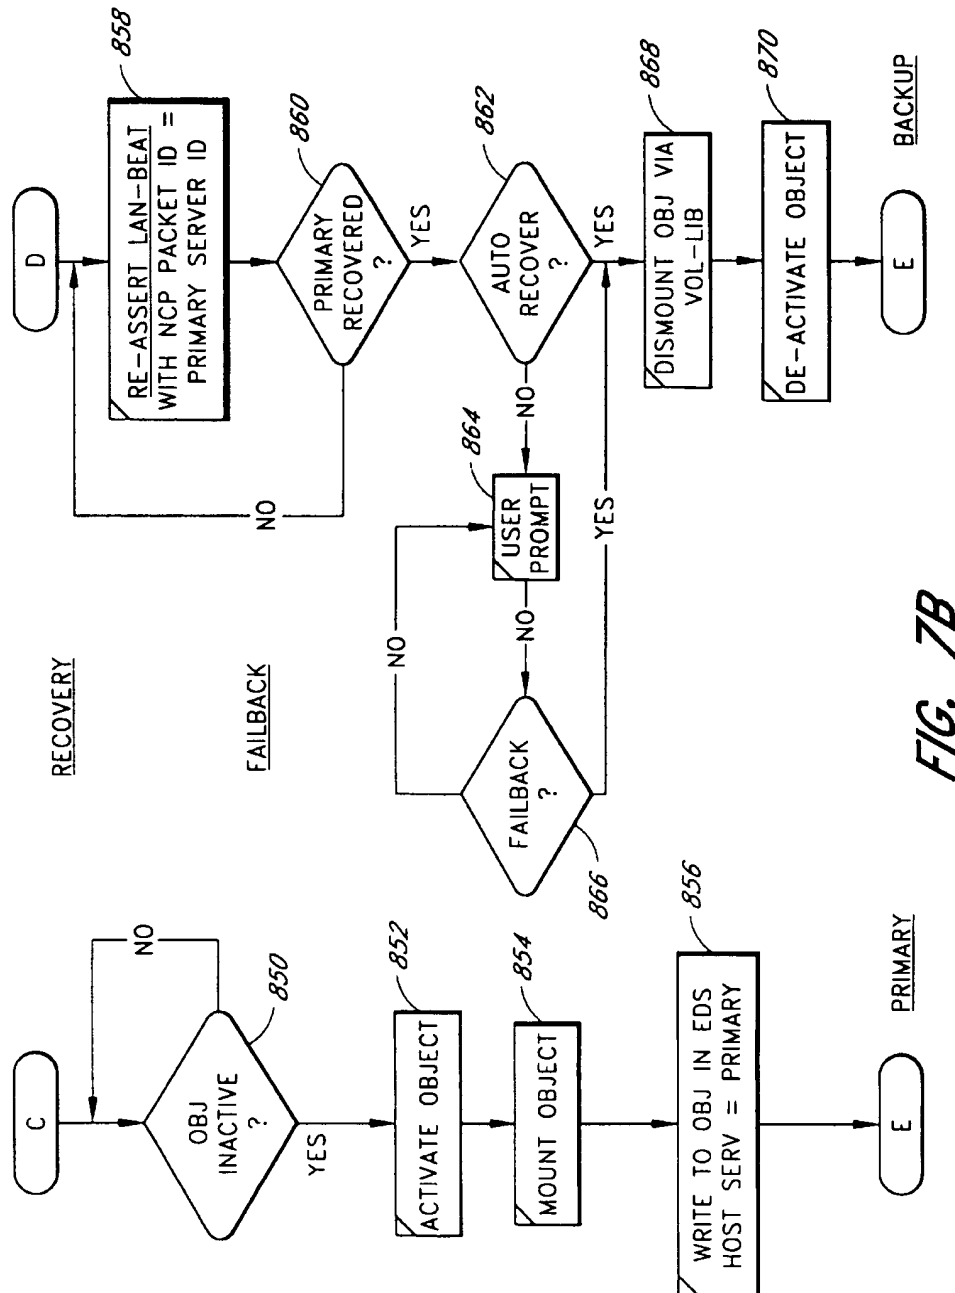 RECOVERY
FAILBACK
C
OBJ
INACTIVE
?
850
NO
YES
ACTIVATE OBJECT
852
MOUNT OBJECT
854
WRITE TO OBJ IN EDS
HOST SERV = PRIMARY
856
E
PRIMARY
D
RE-ASSERT LAN-BEAT
WITH NCP PACKET ID =
PRIMARY SERVER ID
858
PRIMARY
RECOVERED
?
860
NO
YES
AUTO
RECOVER
?
862
NO
YES
USER
PROMPT
864
NO
FAILBACK
?
866
NO
YES
DISMOUNT OBJ VIA
VOL-LIB
868
DE-ACTIVATE OBJECT
870
E
BACKUP
FIG. 7B